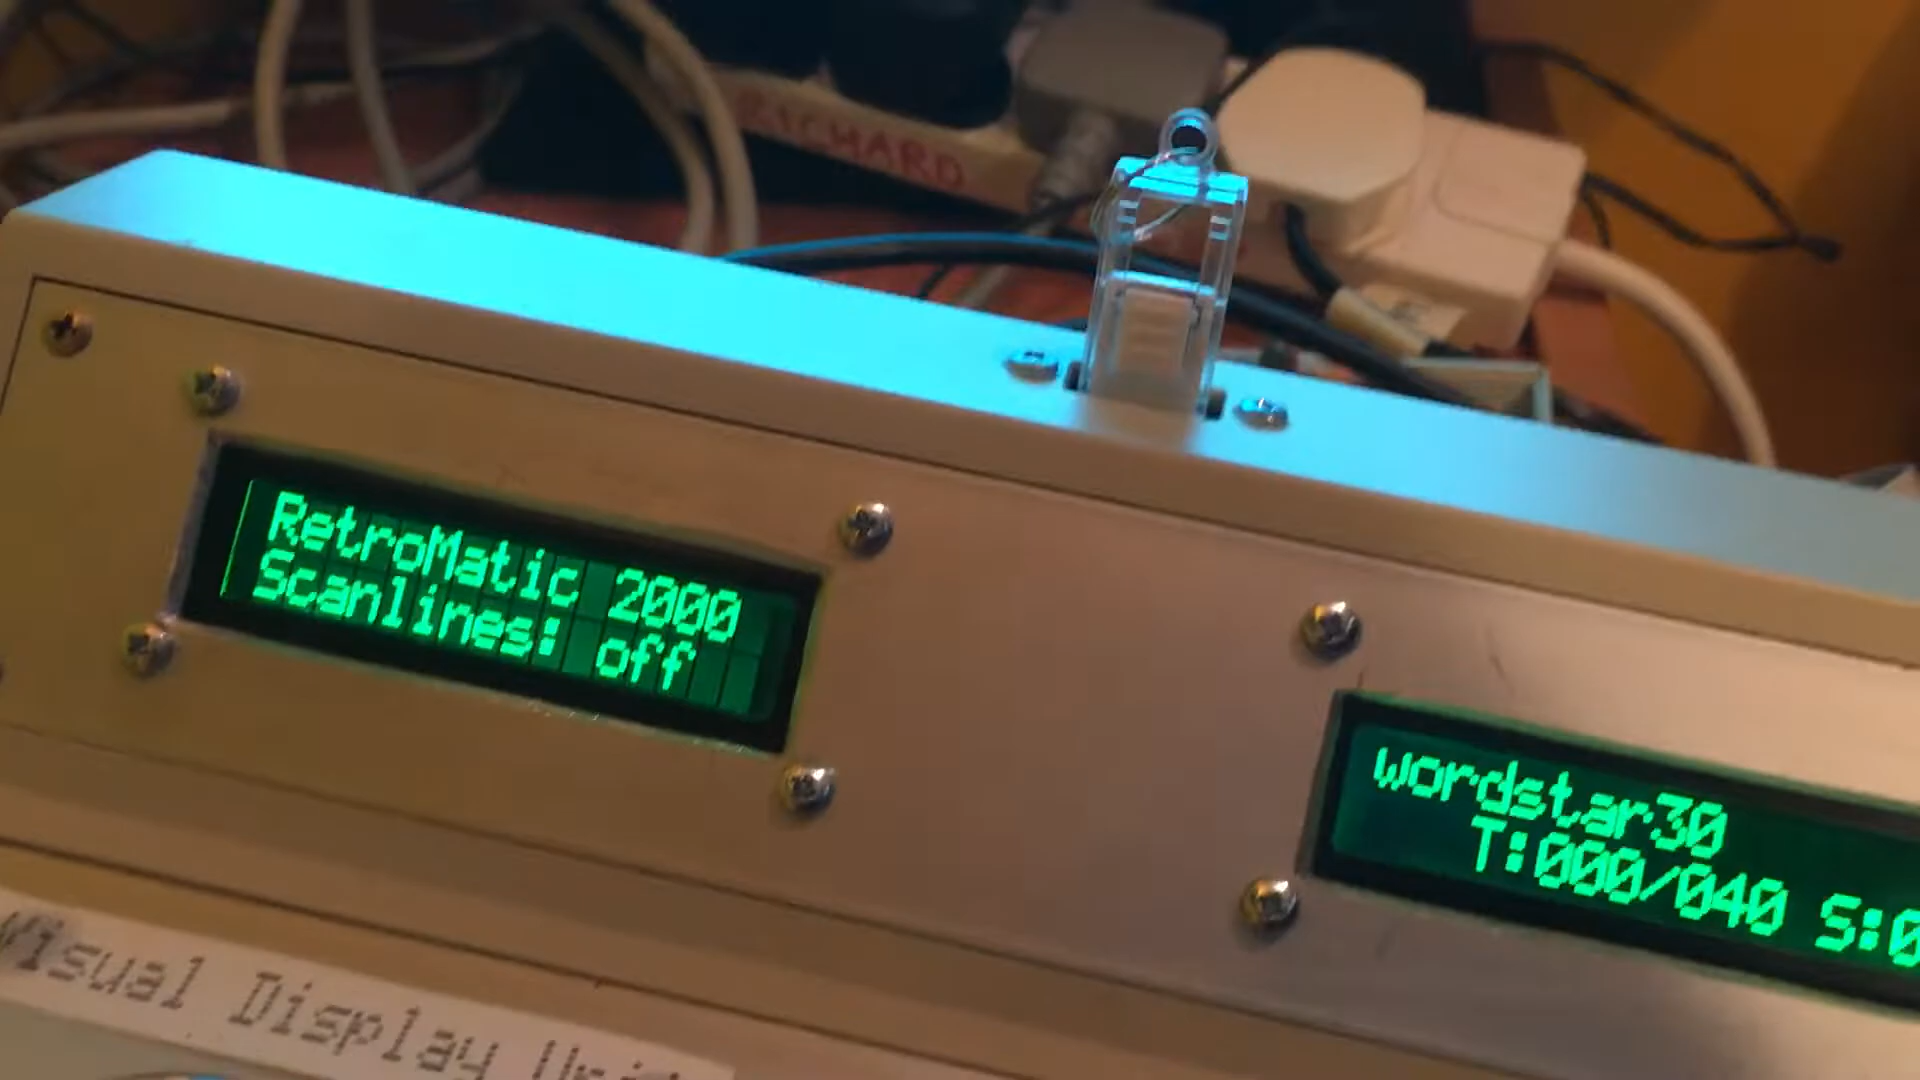 RICHARD
RetroMatic 2000
Scanlines: off
wordstar30
T:000/040 S:0
Visual Display Unit